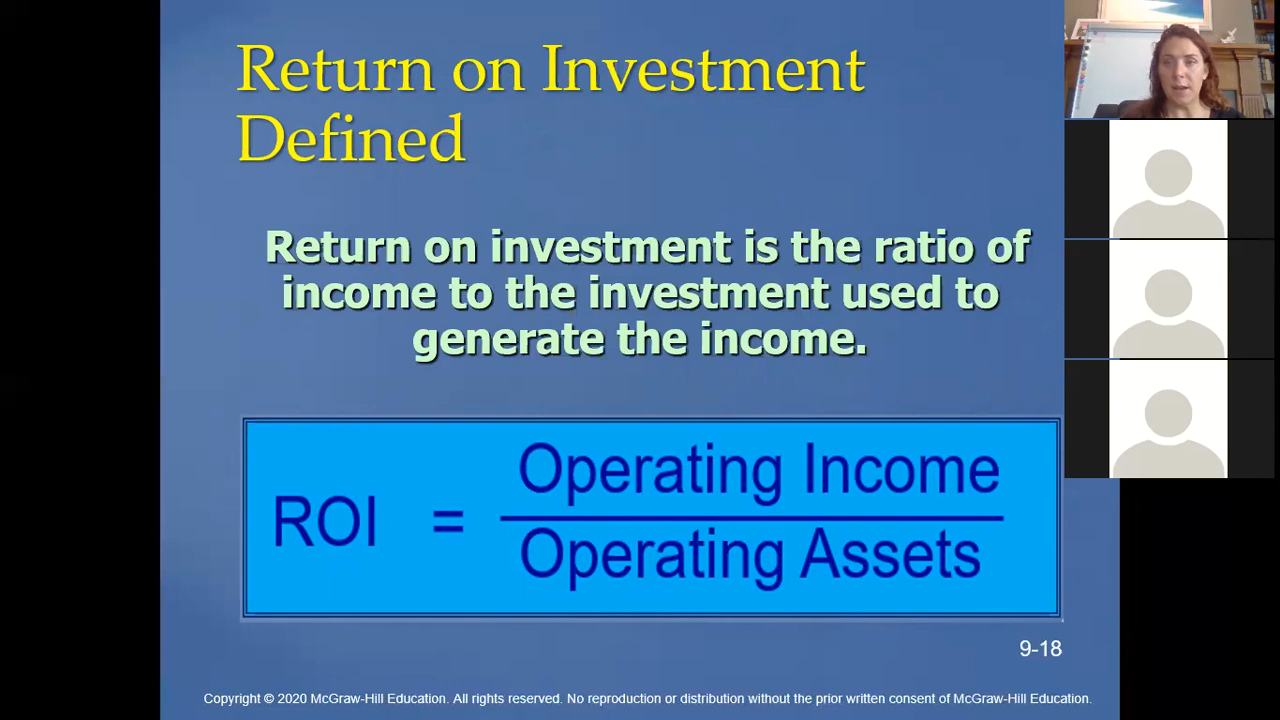 Return on Investment
Defined
Return on investment is the ratio of
income to the investment used to
generate the income.
ROI = Operating Income
Operating Assets
9-18
Copyright © 2020 McGraw-Hill Education. All rights reserved. No reproduction or distribution without the prior written consent of McGraw-Hill Education.